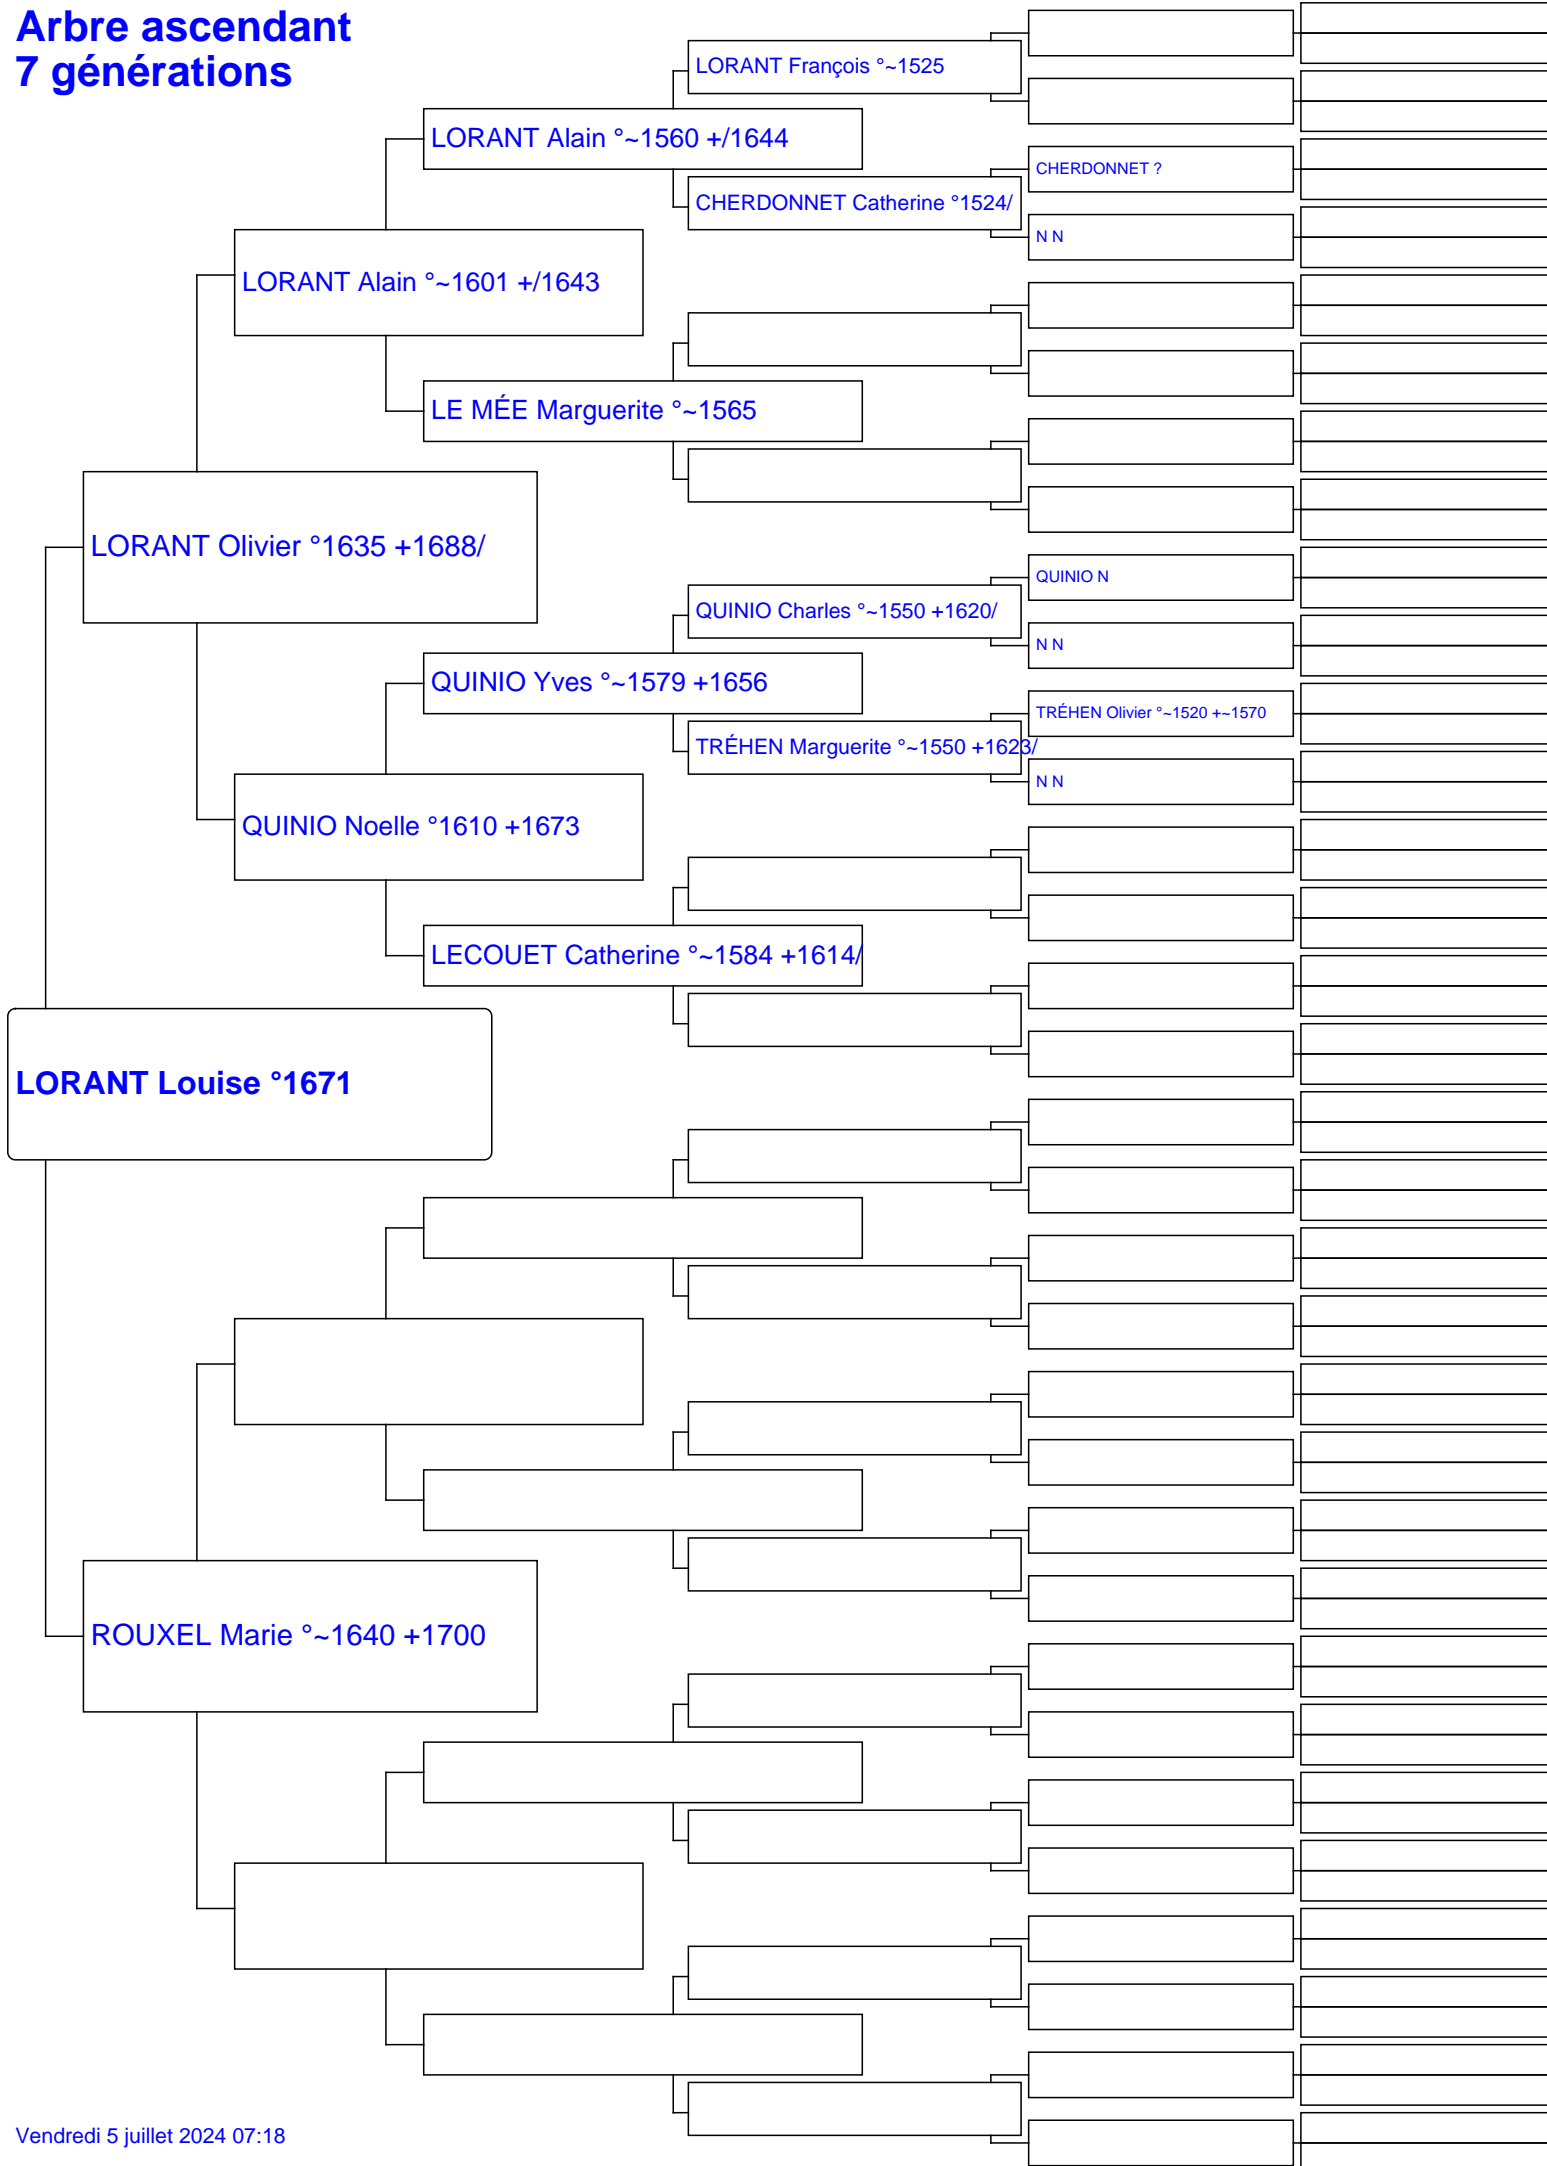 Arbre ascendant
7 générations
LORANT François °~1525
LORANT Alain °~1560 +/1644
CHERDONNET ?
CHERDONNET Catherine °1524/
N N
LORANT Alain °~1601 +/1643
LE MÉE Marguerite °~1565
LORANT Olivier °1635 +1688/
QUINIO N
QUINIO Charles °~1550 +1620/
N N
QUINIO Yves °~1579 +1656
TRÉHEN Olivier °~1520 +~1570
TRÉHEN Marguerite °~1550 +1623/
N N
QUINIO Noelle °1610 +1673
LECOUET Catherine °~1584 +1614/
LORANT Louise °1671
ROUXEL Marie °~1640 +1700
Vendredi 5 juillet 2024 07:18